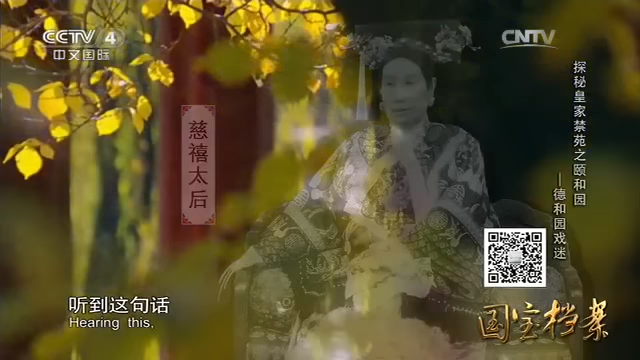 CCTV 4
中文国际
CNTV
探秘皇家禁苑之颐和园
——德和园戏迷
慈禧太后
听到这句话
Hearing this,
国宝档案